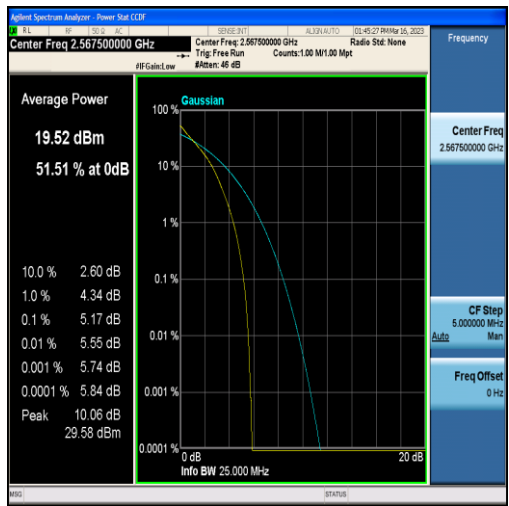 Agilent Spectrum Analyzer - Power Stat CCDF
RL RF 50 Ω AC SENSE:INT ALIGN AUTO 01:45:27 PM Mar 16, 2023
Center Freq 2.567500000 GHz
Center Freq: 2.567500000 GHz Radio Std: None
Trig: Free Run Counts:1.00 M/1.00 Mpt
#IFGain:Low #Atten: 46 dB
Frequency
Average Power
19.52 dBm
51.51 % at 0dB
10.0 % 2.60 dB
1.0 % 4.34 dB
0.1 % 5.17 dB
0.01 % 5.55 dB
0.001 % 5.74 dB
0.0001 % 5.84 dB
Peak 10.06 dB
29.58 dBm
Gaussian
100 %
10 %
1 %
0.1 %
0.01 %
0.001 %
0.0001 %
0 dB 20 dB
Info BW 25.000 MHz
Center Freq
2.567500000 GHz
CF Step
5.000000 MHz
Auto Man
Freq Offset
0 Hz
MSG STATUS